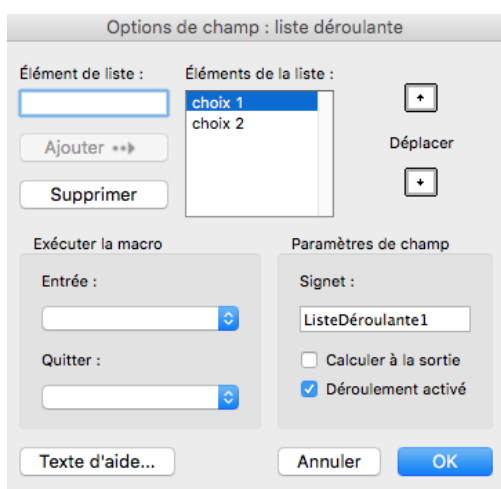 Options de champ : liste déroulante
Élément de liste :
Éléments de la liste :
choix 1
choix 2
Ajouter
Supprimer
Déplacer
Exécuter la macro
Entrée :
Quitter :
Paramètres de champ
Signet :
ListeDéroulante1
Calculer à la sortie
Déroulement activé
Texte d'aide...
Annuler
OK